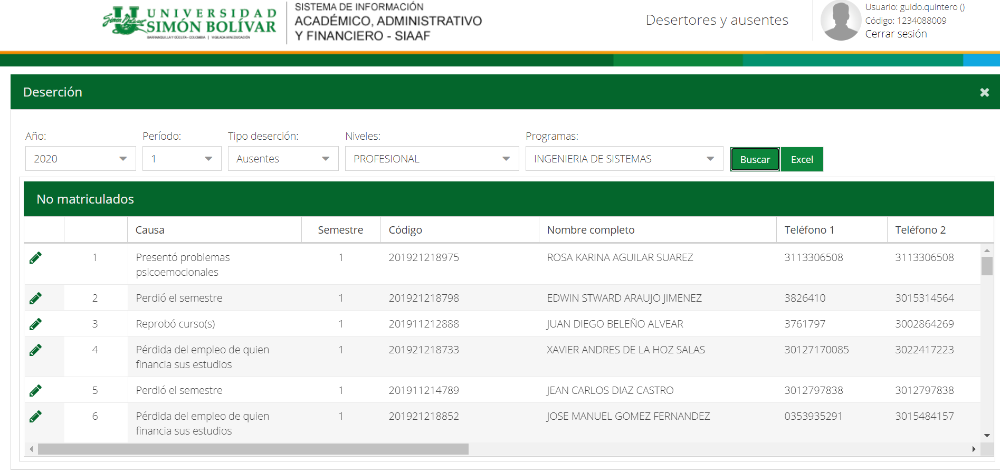 UNIVERSIDAD
SIMÓN BOLÍVAR
BARRANQUILLA Y CÚCUTA - COLOMBIA | VIGILADA MINEDUCACIÓN
SISTEMA DE INFORMACIÓN
ACADÉMICO, ADMINISTRATIVO
Y FINANCIERO - SIAAF
Desertores y ausentes
Usuario: guido.quintero ()
Código: 1234088009
Cerrar sesión
Deserción
Año: Período: Tipo deserción: Niveles: Programas:
2020 1 Ausentes PROFESIONAL INGENIERIA DE SISTEMAS Buscar Excel
No matriculados
Causa Semestre Código Nombre completo Teléfono 1 Teléfono 2
1 Presentó problemas 1 201921218975 ROSA KARINA AGUILAR SUAREZ 3113306508 3113306508
psicoemocionales
2 Perdió el semestre 1 201921218798 EDWIN STWARD ARAUJO JIMENEZ 3826410 3015314564
3 Reprobó curso(s) 1 201911212888 JUAN DIEGO BELEÑO ALVEAR 3761797 3002864269
4 Pérdida del empleo de quien 1 201921218733 XAVIER ANDRES DE LA HOZ SALAS 30127170085 3022417223
financia sus estudios
5 Perdió el semestre 1 201911214789 JEAN CARLOS DIAZ CASTRO 3012797838 3012797838
6 Pérdida del empleo de quien 1 201921218852 JOSE MANUEL GOMEZ FERNANDEZ 0353935291 3015484157
financia sus estudios